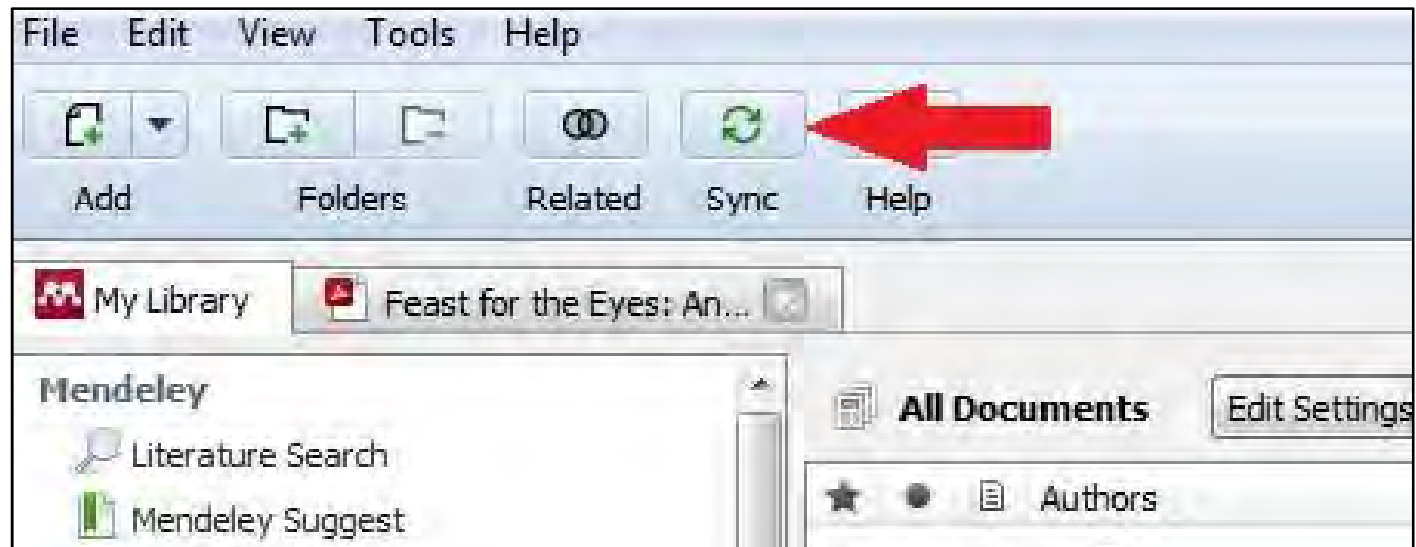 File Edit View Tools Help
Add Folders Related Sync Help
My Library Feast for the Eyes: An...
Mendeley
All Documents Edit Settings
Literature Search
Authors
Mendeley Suggest